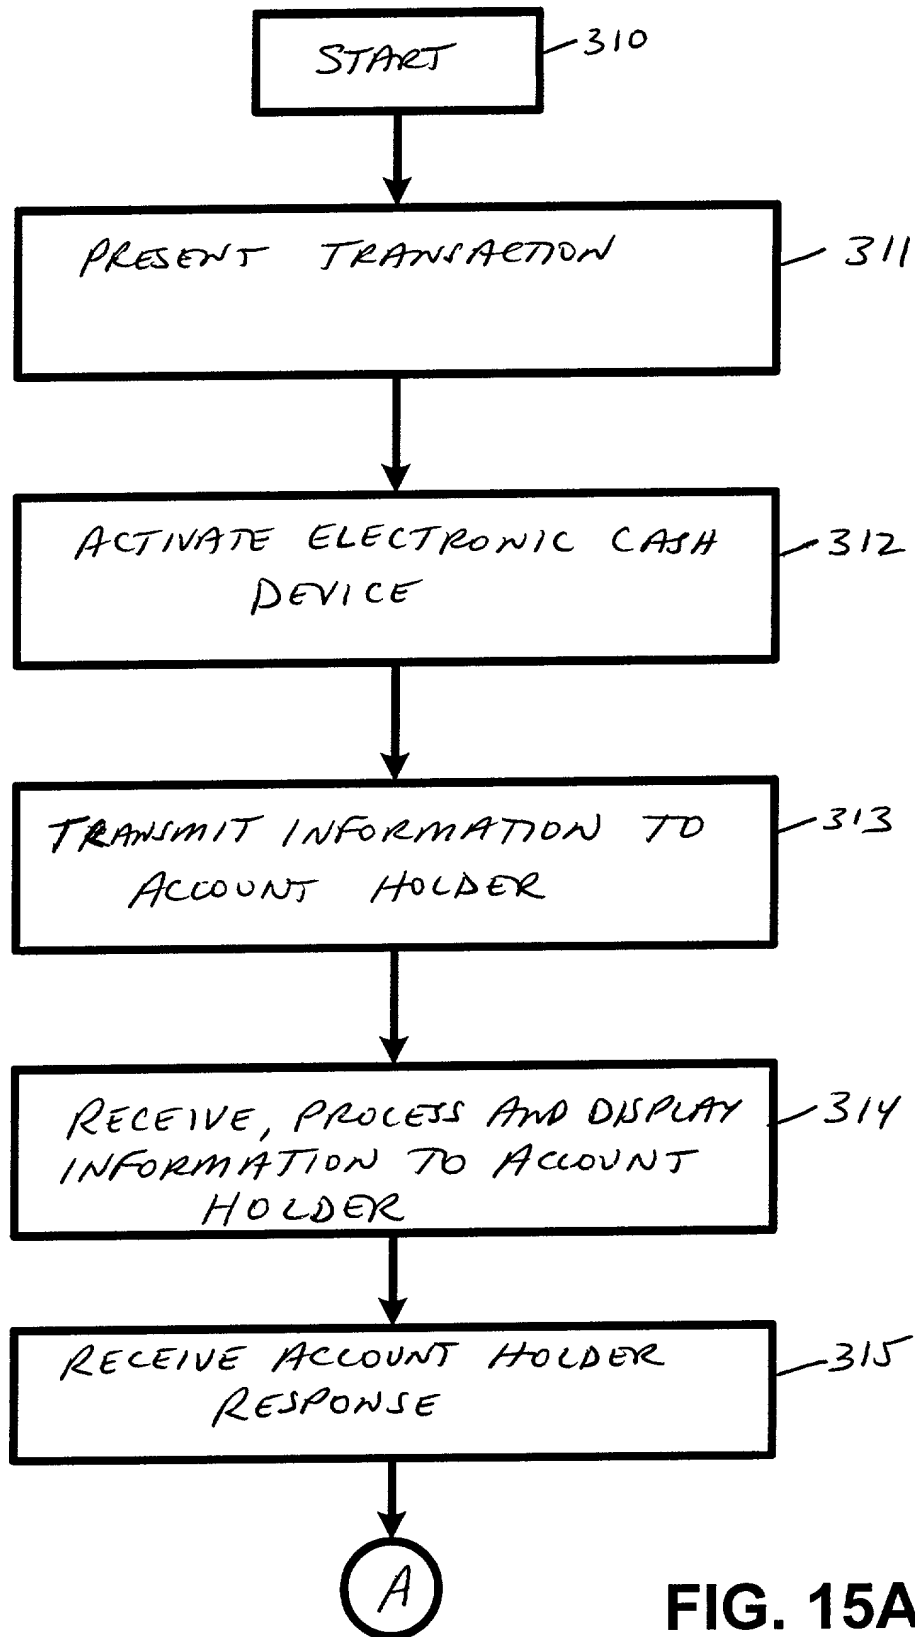 START
310
PRESENT TRANSACTION
311
ACTIVATE ELECTRONIC CASH
DEVICE
312
TRANSMIT INFORMATION TO
ACCOUNT HOLDER
313
RECEIVE, PROCESS AND DISPLAY
INFORMATION TO ACCOUNT
HOLDER
314
RECEIVE ACCOUNT HOLDER
RESPONSE
315
A
FIG. 15A